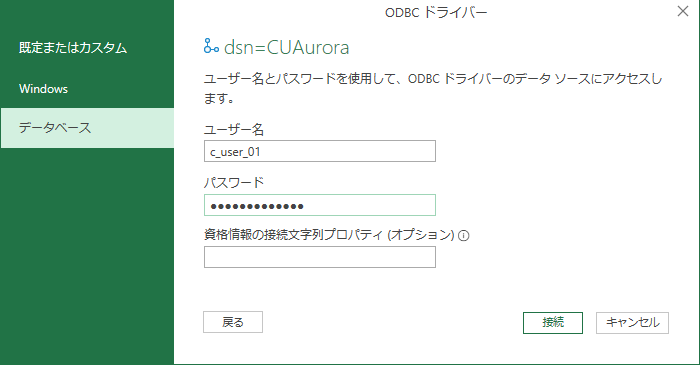 ODBC ドライバー
既定またはカスタム
Windows
データベース
dsn=CUAurora
ユーザー名とパスワードを使用して、ODBC ドライバーのデータ ソースにアクセスし
ます。
ユーザー名
c_user_01
パスワード
●●●●●●●●●●●●●
資格情報の接続文字列プロパティ (オプション)
戻る
接続
キャンセル